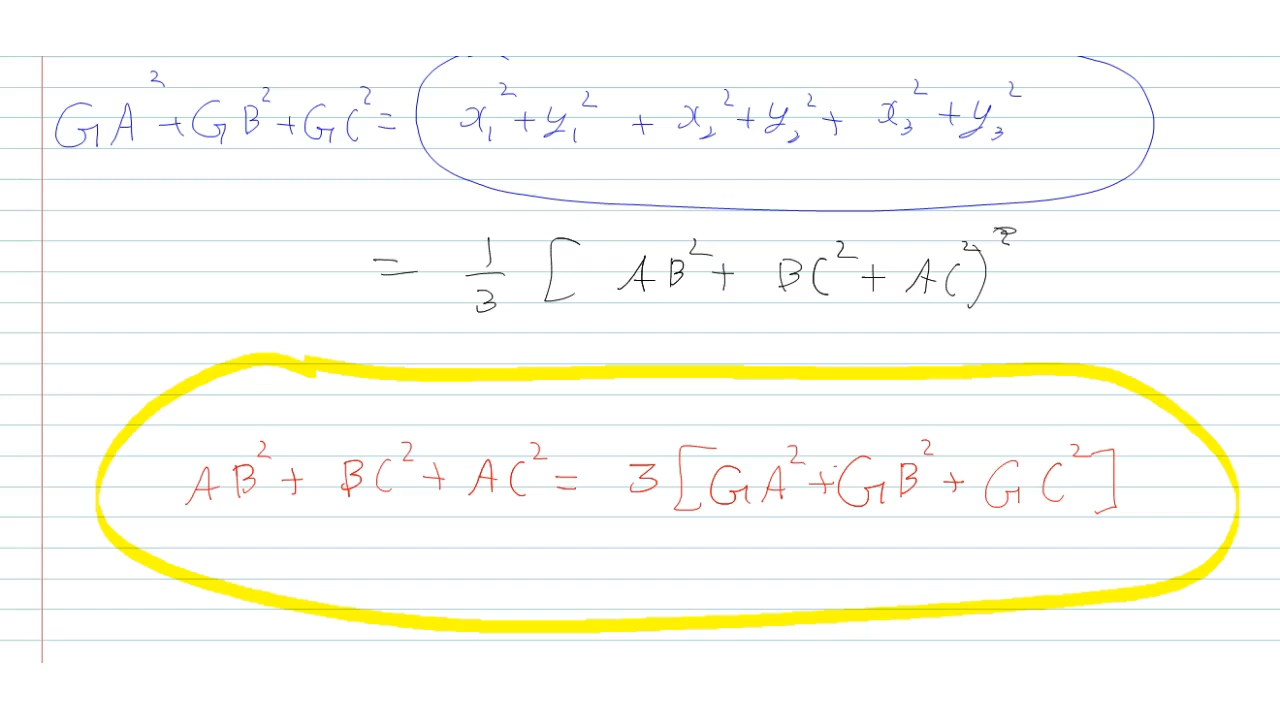 GA² + GB² + GC² = x₁² + y₁² + x₂² + y₂² + x₃² + y₃²
= 1/3 [ AB² + BC² + AC² )
AB² + BC² + AC² = 3 [ GA² + GB² + GC² ]